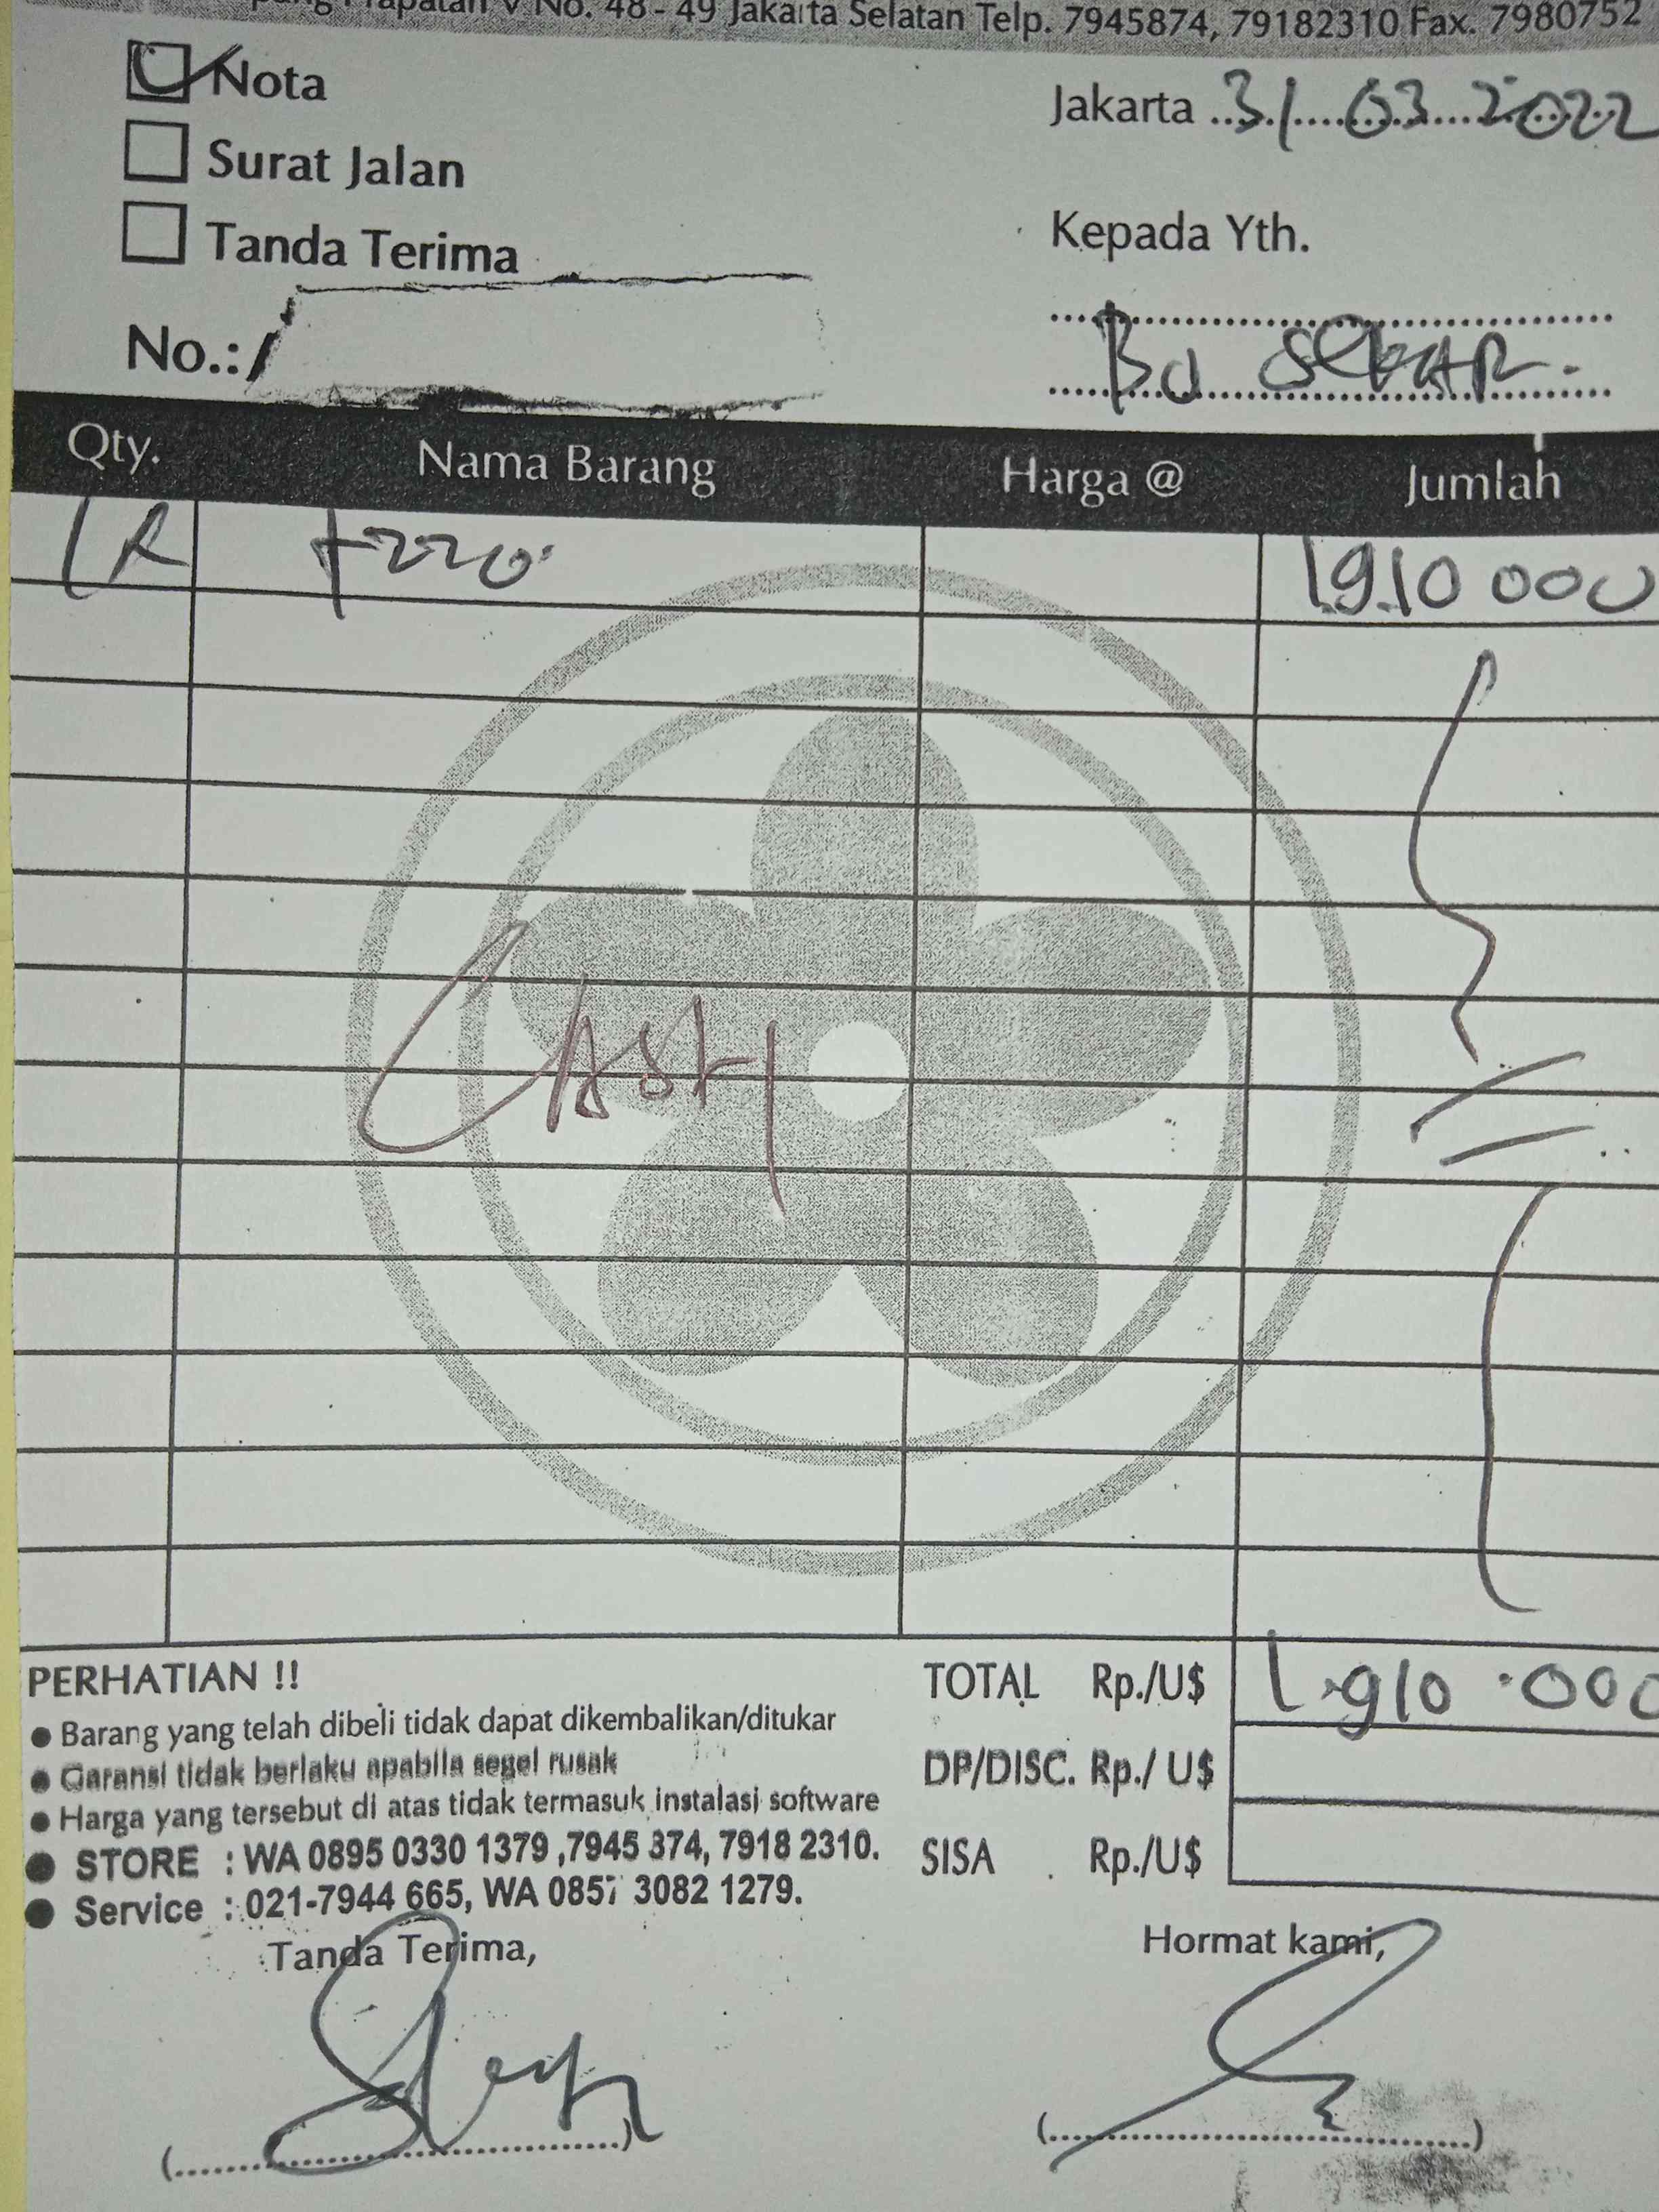 No. 48 - 49 Jakarta Selatan Telp. 7945874, 79182310 Fax. 7980752
Nota
Jakarta 31 03 2022
Surat Jalan
Tanda Terima
Kepada Yth.
No.:
Bu SEKAR.
Qty. Nama Barang Harga @ Jumlah
1 1.910 000
CASH
PERHATIAN !!
TOTAL Rp./U$ 1.910.000
● Barang yang telah dibeli tidak dapat dikembalikan/ditukar
● Garansi tidak berlaku apabila segel rusak
DP/DISC. Rp./ U$
● Harga yang tersebut di atas tidak termasuk instalasi software
● STORE : WA 0895 0330 1379 ,7945 374, 7918 2310.
SISA Rp./U$
● Service : 021-7944 665, WA 0857 3082 1279.
Tanda Terima,
Hormat kami,